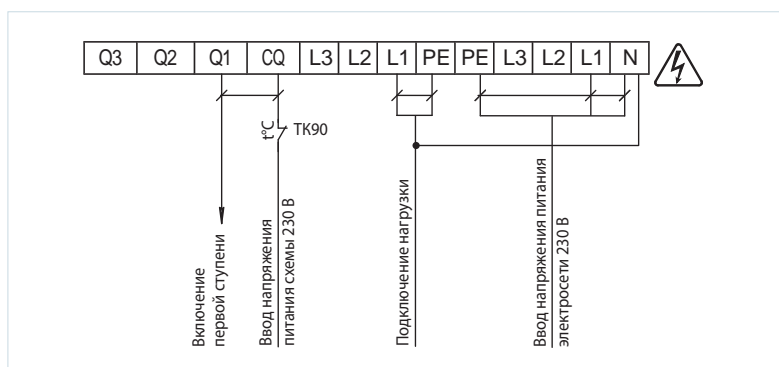 Q3 Q2 Q1 CQ L3 L2 L1 PE PE L3 L2 L1 N
t°C
TK90
Включение
первой ступени
Ввод напряжения
питания схемы 230 В
Подключение нагрузки
Ввод напряжения питания
электросети 230 В